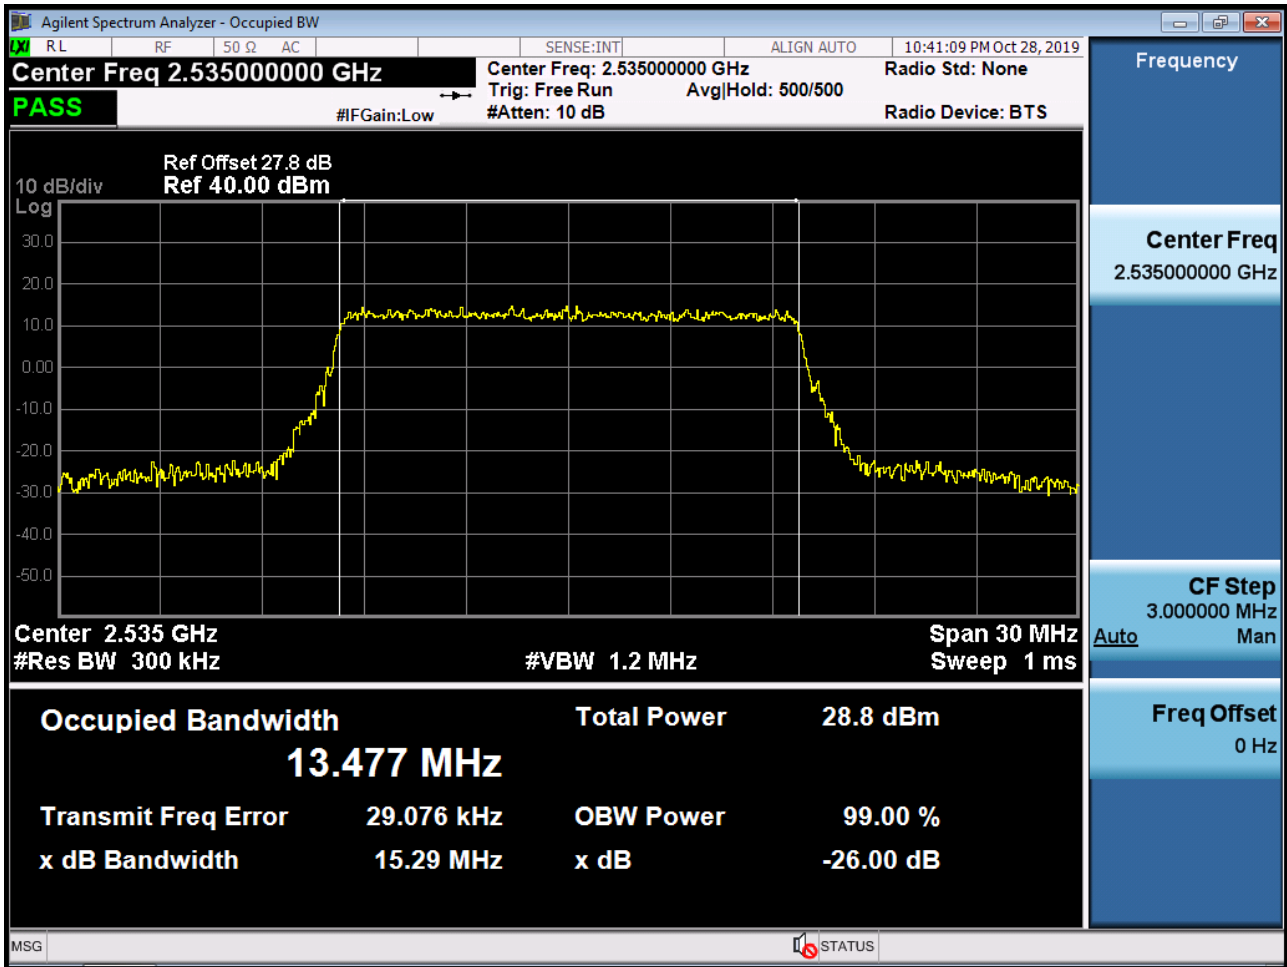 Agilent Spectrum Analyzer - Occupied BW
LXI RL RF 50 Ω AC SENSE:INT ALIGN AUTO 10:41:09 PM Oct 28, 2019
Center Freq 2.535000000 GHz
Center Freq: 2.535000000 GHz
Radio Std: None
Trig: Free Run Avg|Hold: 500/500
PASS
#IFGain:Low
#Atten: 10 dB
Radio Device: BTS
Ref Offset 27.8 dB
10 dB/div Ref 40.00 dBm
Log
30.0
20.0
10.0
0.00
-10.0
-20.0
-30.0
-40.0
-50.0
Center 2.535 GHz Span 30 MHz
#Res BW 300 kHz #VBW 1.2 MHz Sweep 1 ms
Occupied Bandwidth Total Power 28.8 dBm
13.477 MHz
Transmit Freq Error 29.076 kHz OBW Power 99.00 %
x dB Bandwidth 15.29 MHz x dB -26.00 dB
Frequency
Center Freq
2.535000000 GHz
CF Step
3.000000 MHz
Auto Man
Freq Offset
0 Hz
MSG STATUS